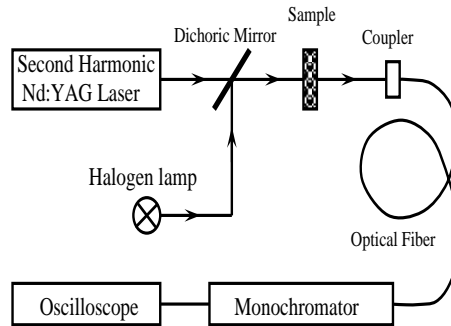 Sample
Dichoric Mirror
Coupler
Second Harmonic
Nd:YAG Laser
Halogen lamp
Optical Fiber
Oscilloscope
Monochromator